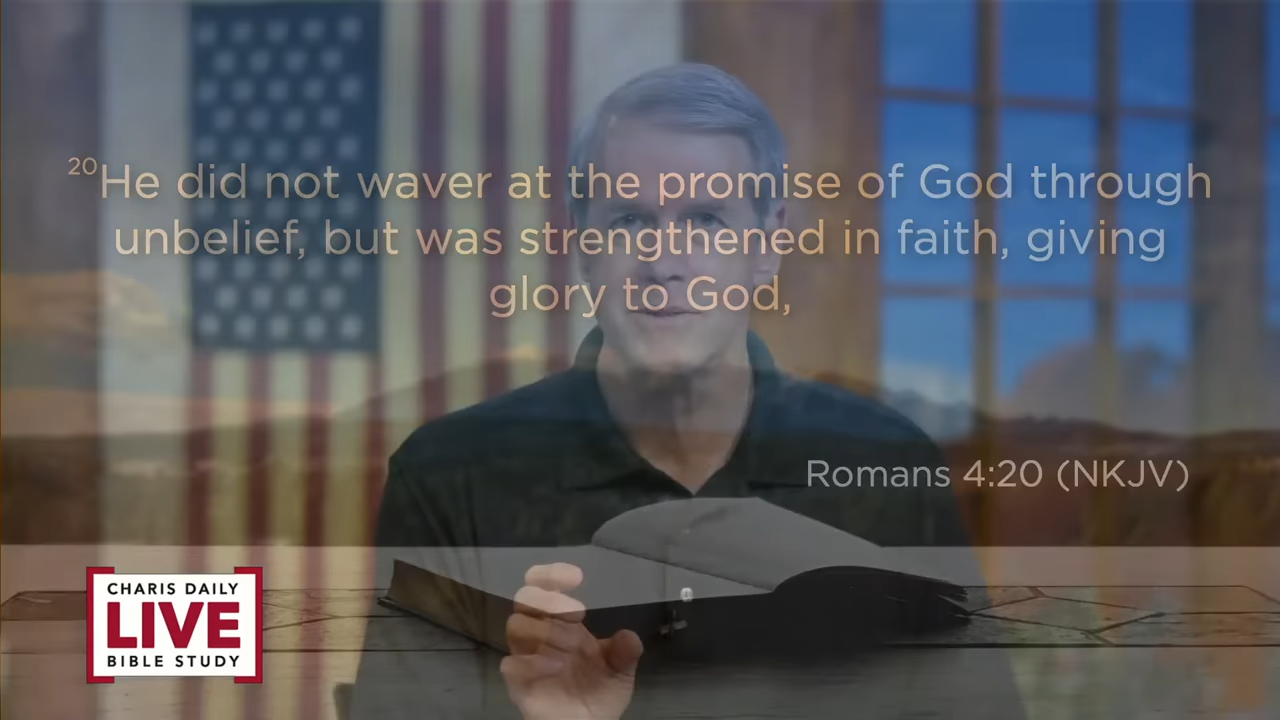 20He did not waver at the promise of God through
unbelief, but was strengthened in faith, giving
glory to God,
Romans 4:20 (NKJV)
CHARIS DAILY
LIVE
BIBLE STUDY